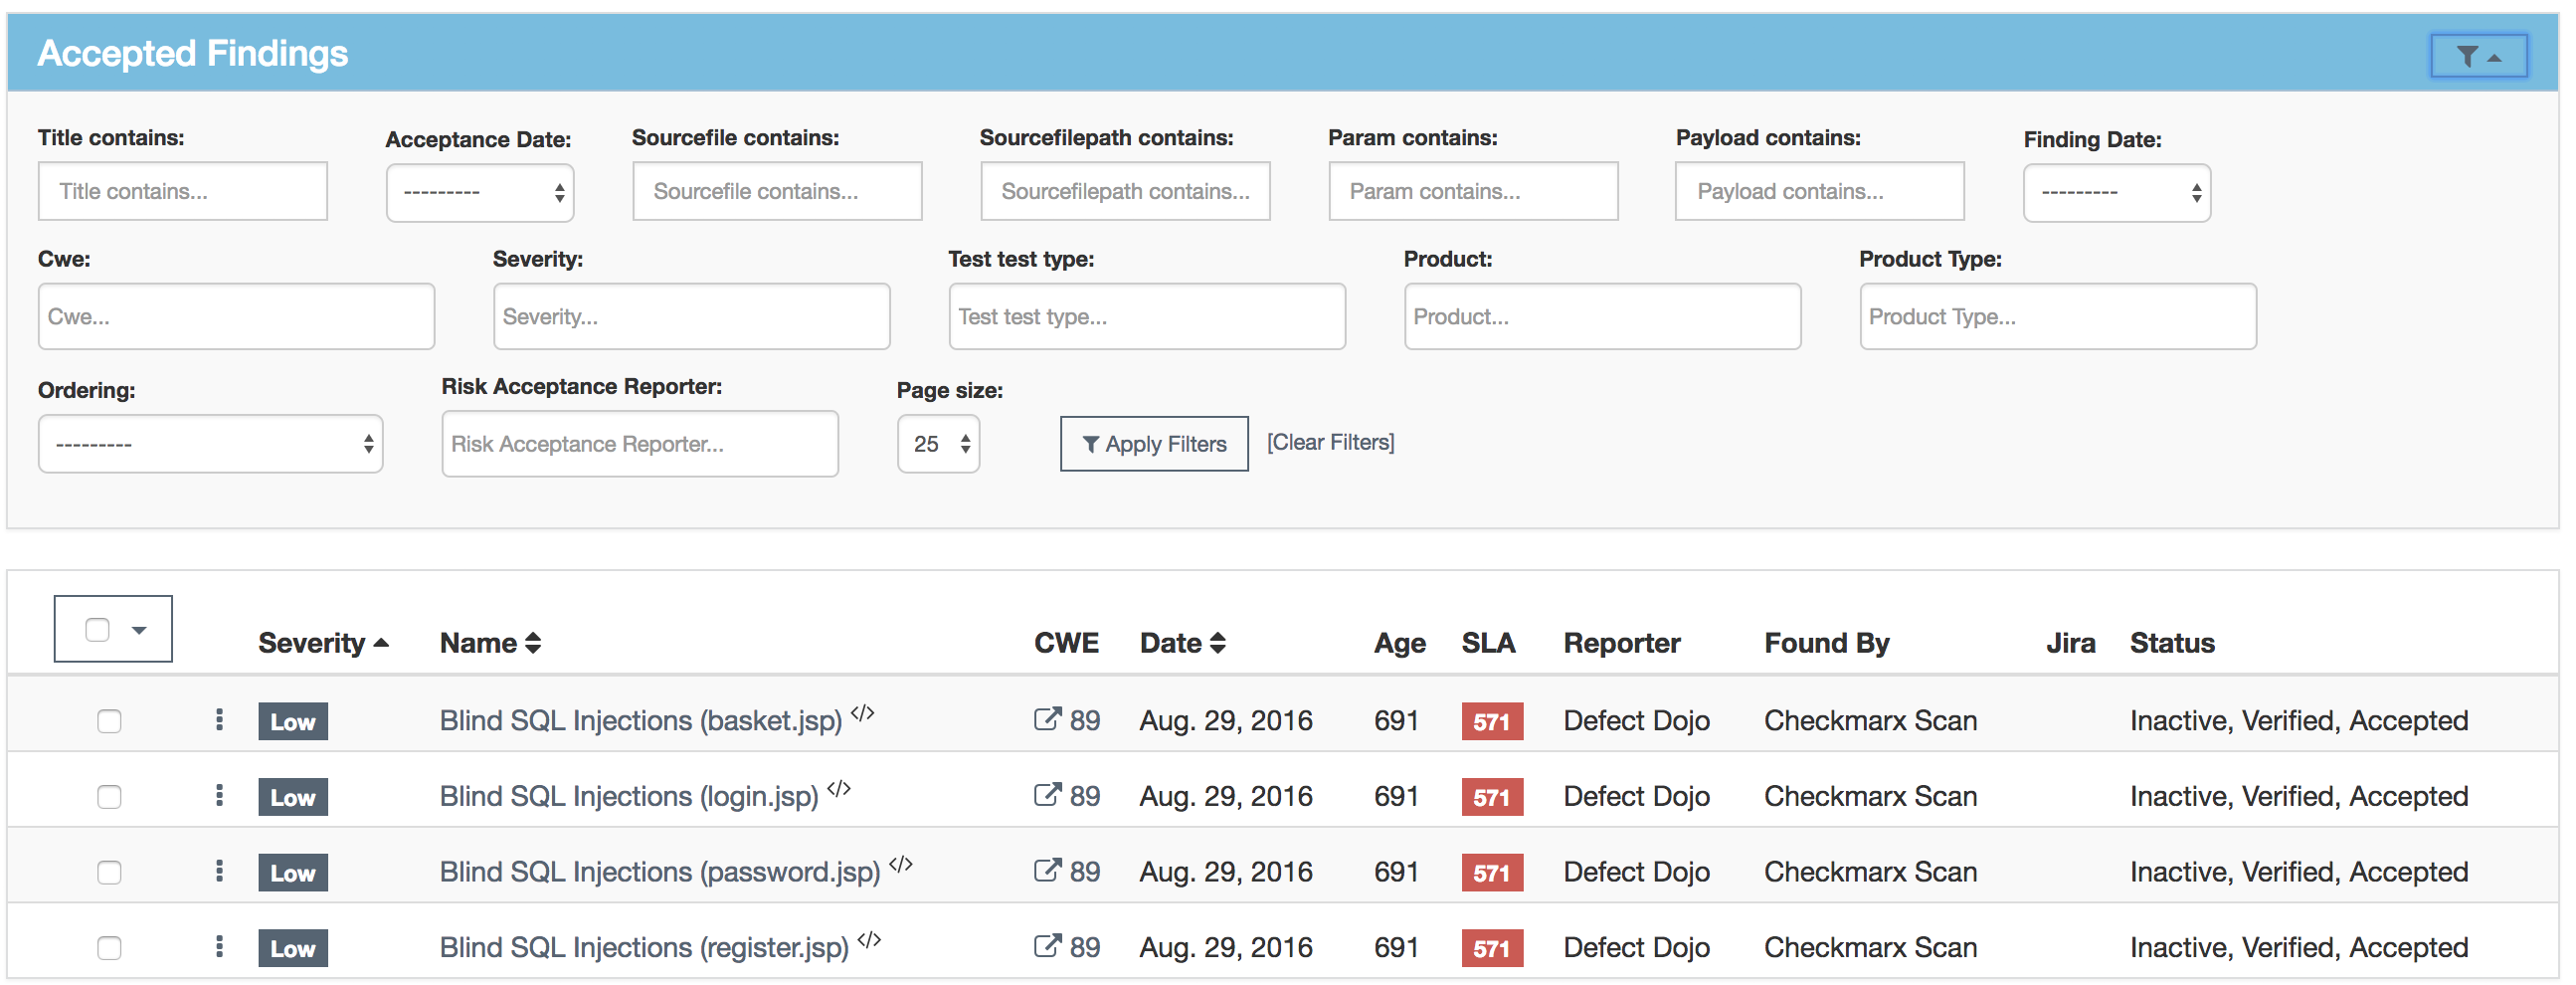 Accepted Findings
Title contains: Acceptance Date: Sourcefile contains: Sourcefilepath contains: Param contains: Payload contains: Finding Date:
Title contains... --------- Sourcefile contains... Sourcefilepath contains... Param contains... Payload contains... ---------
Cwe: Severity: Test test type: Product: Product Type:
Cwe... Severity... Test test type... Product... Product Type...
Ordering: Risk Acceptance Reporter: Page size:
--------- Risk Acceptance Reporter... 25 Apply Filters [Clear Filters]
Severity Name CWE Date Age SLA Reporter Found By Jira Status
Low Blind SQL Injections (basket.jsp) </> 89 Aug. 29, 2016 691 571 Defect Dojo Checkmarx Scan Inactive, Verified, Accepted
Low Blind SQL Injections (login.jsp) </> 89 Aug. 29, 2016 691 571 Defect Dojo Checkmarx Scan Inactive, Verified, Accepted
Low Blind SQL Injections (password.jsp) </> 89 Aug. 29, 2016 691 571 Defect Dojo Checkmarx Scan Inactive, Verified, Accepted
Low Blind SQL Injections (register.jsp) </> 89 Aug. 29, 2016 691 571 Defect Dojo Checkmarx Scan Inactive, Verified, Accepted